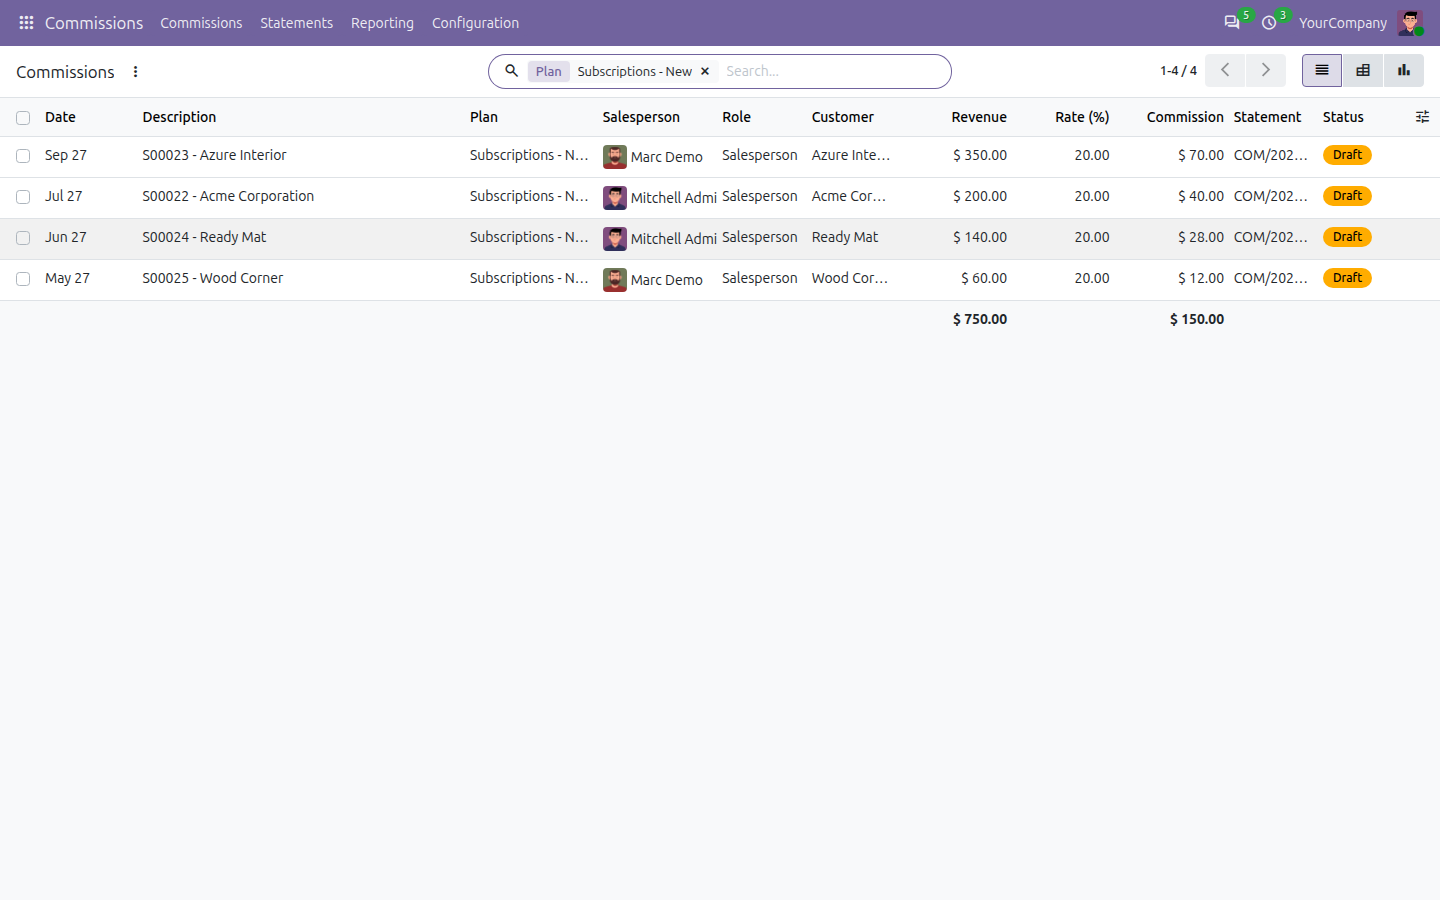 Commissions Commissions Statements Reporting Configuration 5 3 YourCompany
Commissions Plan Subscriptions - New Search... 1-4 / 4
Date Description Plan Salesperson Role Customer Revenue Rate (%) Commission Statement Status
Sep 27 S00023 - Azure Interior Subscriptions - N... Marc Demo Salesperson Azure Inte... $ 350.00 20.00 $ 70.00 COM/202... Draft
Jul 27 S00022 - Acme Corporation Subscriptions - N... Mitchell Admi Salesperson Acme Cor... $ 200.00 20.00 $ 40.00 COM/202... Draft
Jun 27 S00024 - Ready Mat Subscriptions - N... Mitchell Admi Salesperson Ready Mat $ 140.00 20.00 $ 28.00 COM/202... Draft
May 27 S00025 - Wood Corner Subscriptions - N... Marc Demo Salesperson Wood Cor... $ 60.00 20.00 $ 12.00 COM/202... Draft
$ 750.00 $ 150.00